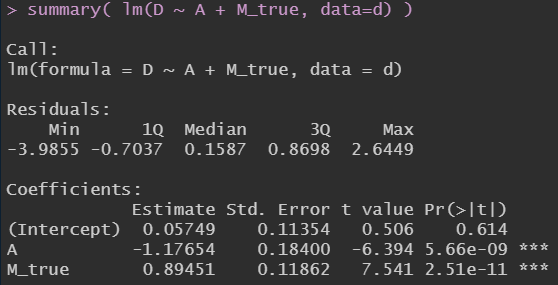 > summary( lm(D ~ A + M_true, data=d) )
Call:
lm(formula = D ~ A + M_true, data = d)
Residuals:
    Min      1Q  Median      3Q     Max
-3.9855 -0.7037  0.1587  0.8698  2.6449
Coefficients:
            Estimate Std. Error t value Pr(>|t|)
(Intercept)  0.05749    0.11354   0.506    0.614
A           -1.17654    0.18400  -6.394 5.66e-09 ***
M_true       0.89451    0.11862   7.541 2.51e-11 ***